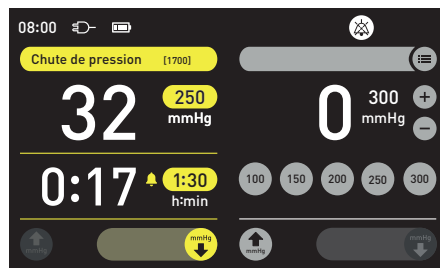 08:00
Chute de pression [1700]
32 250 mmHg
0 300 mmHg + −
0:17 1:30 h:min
100 150 200 250 300
mmHg mmHg mmHg mmHg